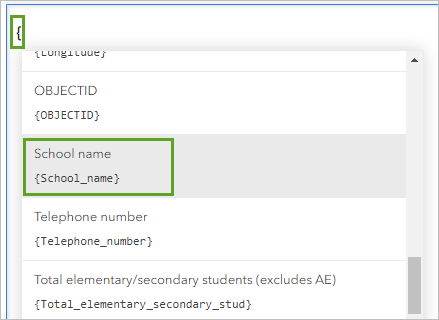 {
{Longitude}
OBJECTID
{OBJECTID}
School name
{School_name}
Telephone number
{Telephone_number}
Total elementary/secondary students (excludes AE)
{Total_elementary_secondary_stud}